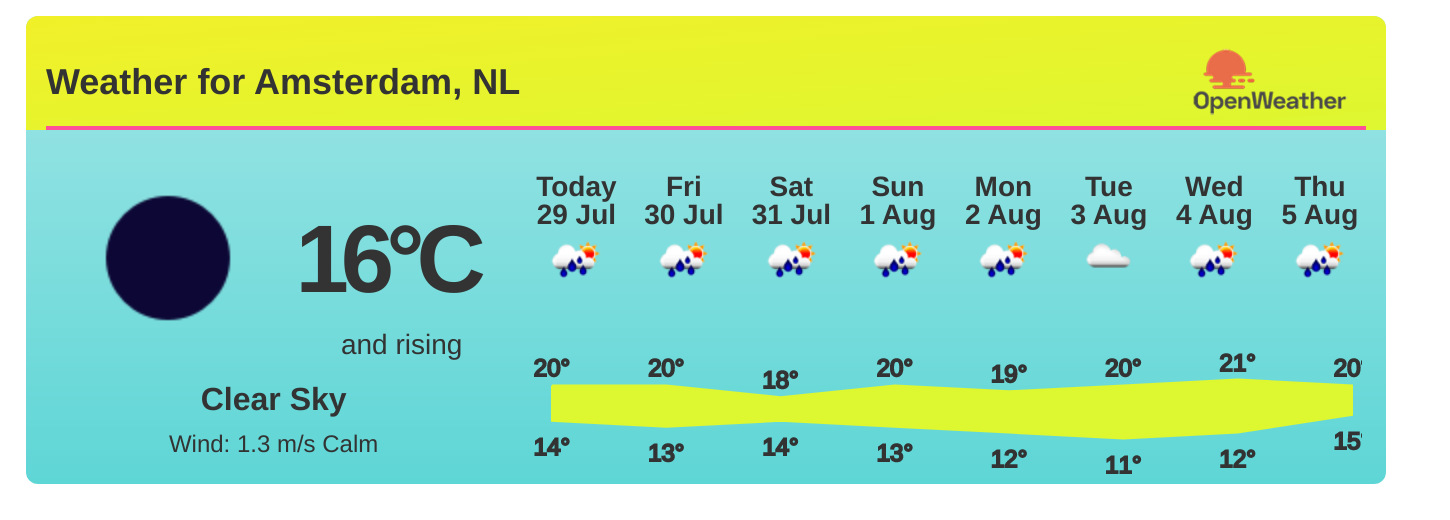 Weather for Amsterdam, NL
OpenWeather
16°C
and rising
Clear Sky
Wind: 1.3 m/s Calm
Today Fri Sat Sun Mon Tue Wed Thu
29 Jul 30 Jul 31 Jul 1 Aug 2 Aug 3 Aug 4 Aug 5 Aug
20° 20° 18° 20° 19° 20° 21° 20°
14° 13° 14° 13° 12° 11° 12° 15°